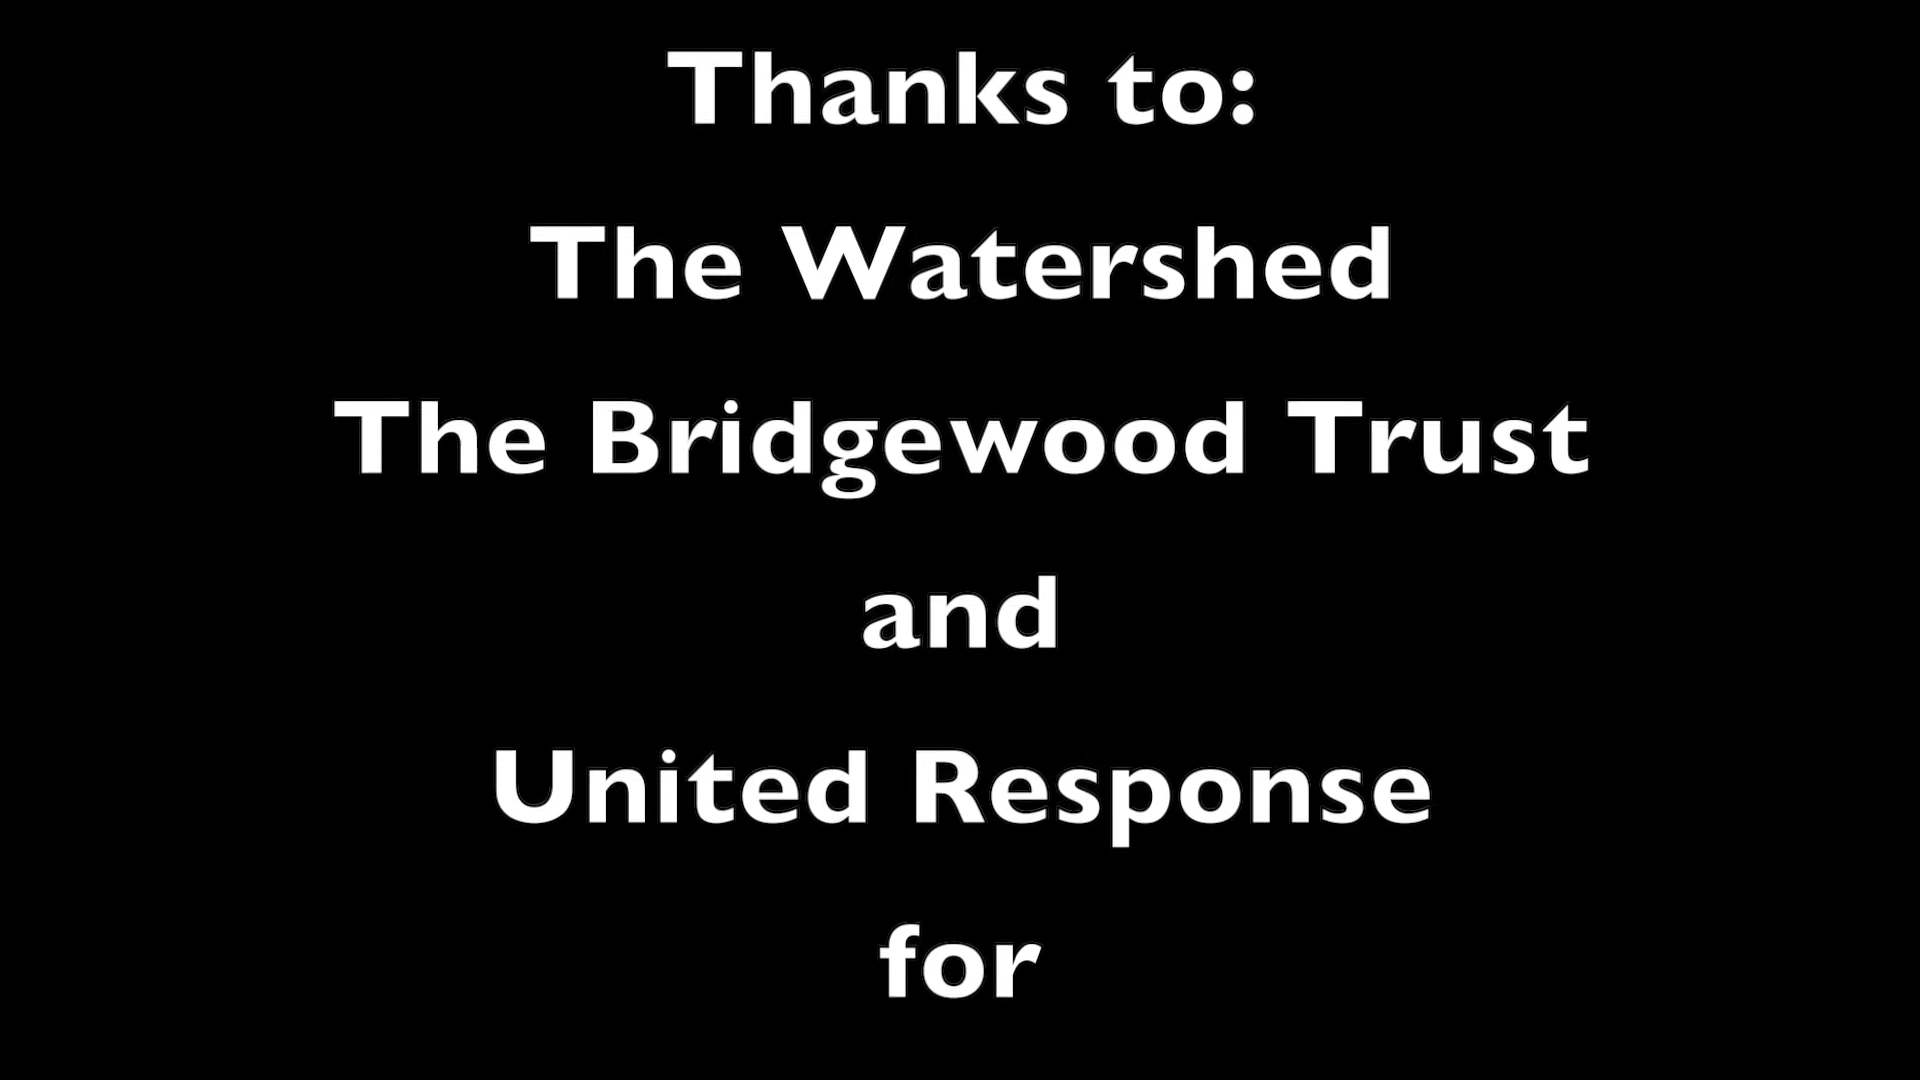 Thanks to:
The Watershed
The Bridgewood Trust
and
United Response
for